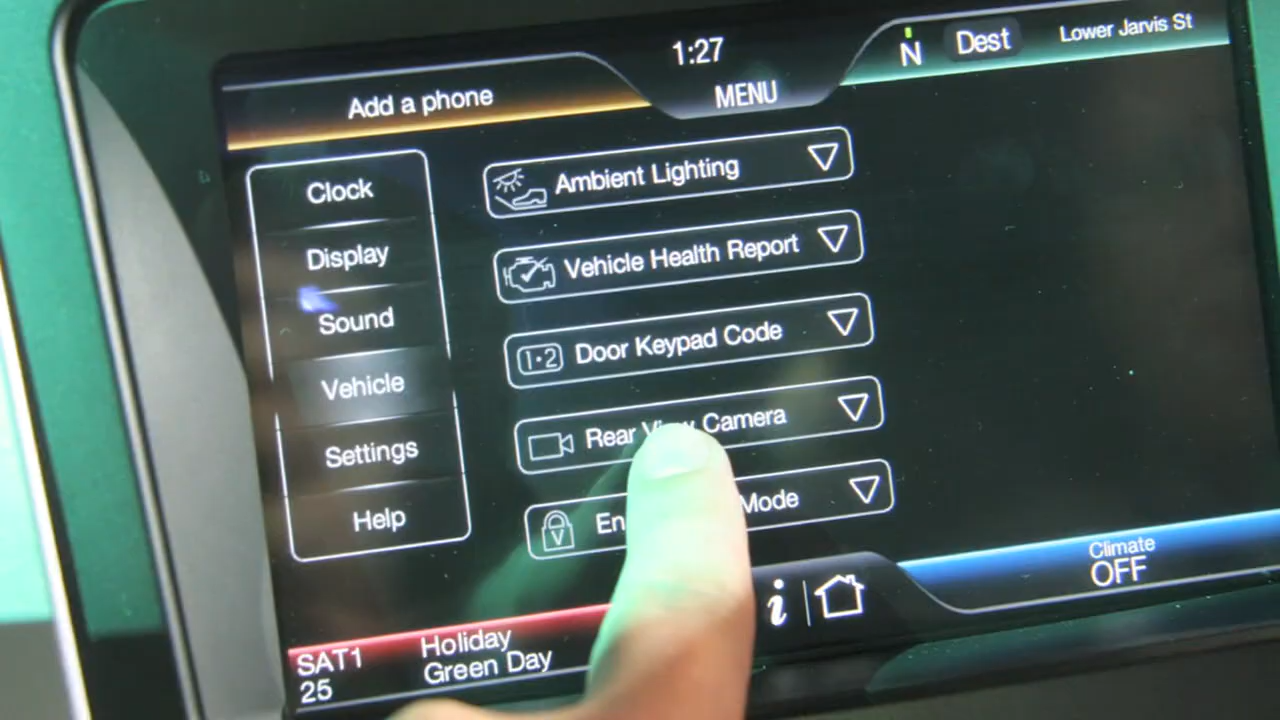 1:27
N
Dest
Lower Jarvis St
Add a phone
MENU
Clock
Display
Sound
Vehicle
Settings
Help
Ambient Lighting
Vehicle Health Report
1•2
Door Keypad Code
Rear View Camera
Mode
Climate
OFF
i
SAT1
25
Holiday
Green Day